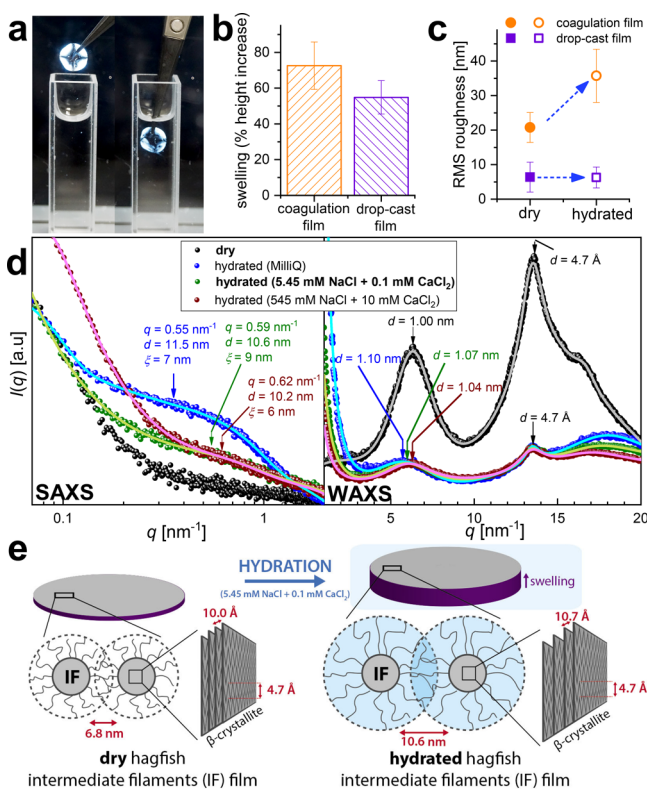 a
b
swelling (% height increase)
80
60
40
20
0
coagulation
film
drop-cast
film
c
coagulation film
drop-cast film
RMS roughness [nm]
50
40
30
20
10
0
dry
hydrated
d
dry
hydrated (MilliQ)
hydrated (5.45 mM NaCl + 0.1 mM CaCl₂)
hydrated (545 mM NaCl + 10 mM CaCl₂)
I(q) [a.u]
q = 0.55 nm⁻¹
d = 11.5 nm
ξ = 7 nm
q = 0.59 nm⁻¹
d = 10.6 nm
ξ = 9 nm
q = 0.62 nm⁻¹
d = 10.2 nm
ξ = 6 nm
SAXS
0.1
1
q [nm⁻¹]
d = 4.7 Å
d = 1.00 nm
d = 1.10 nm
d = 1.07 nm
d = 1.04 nm
d = 4.7 Å
WAXS
5
10
15
20
q [nm⁻¹]
e
HYDRATION
(5.45 mM NaCl + 0.1 mM CaCl₂)
swelling
IF
10.0 Å
4.7 Å
β-crystallite
6.8 nm
dry hagfish
intermediate filaments (IF) film
IF
10.7 Å
4.7 Å
β-crystallite
10.6 nm
hydrated hagfish
intermediate filaments (IF) film